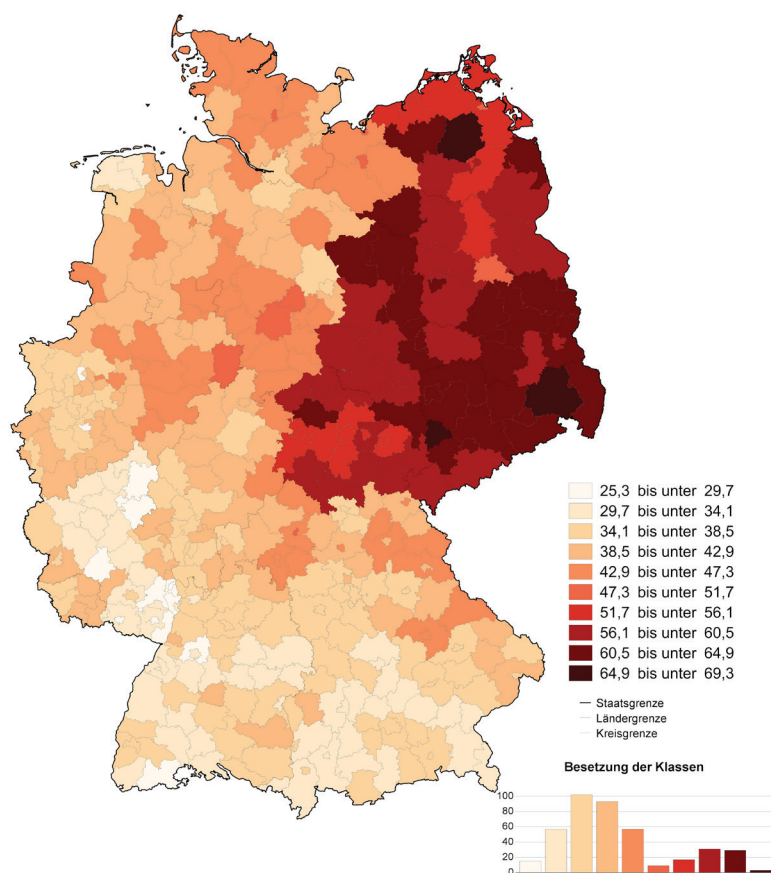 25,3 bis unter 29,7
29,7 bis unter 34,1
34,1 bis unter 38,5
38,5 bis unter 42,9
42,9 bis unter 47,3
47,3 bis unter 51,7
51,7 bis unter 56,1
56,1 bis unter 60,5
60,5 bis unter 64,9
64,9 bis unter 69,3
Staatsgrenze
Ländergrenze
Kreisgrenze
Besetzung der Klassen
100
80
60
40
20
0